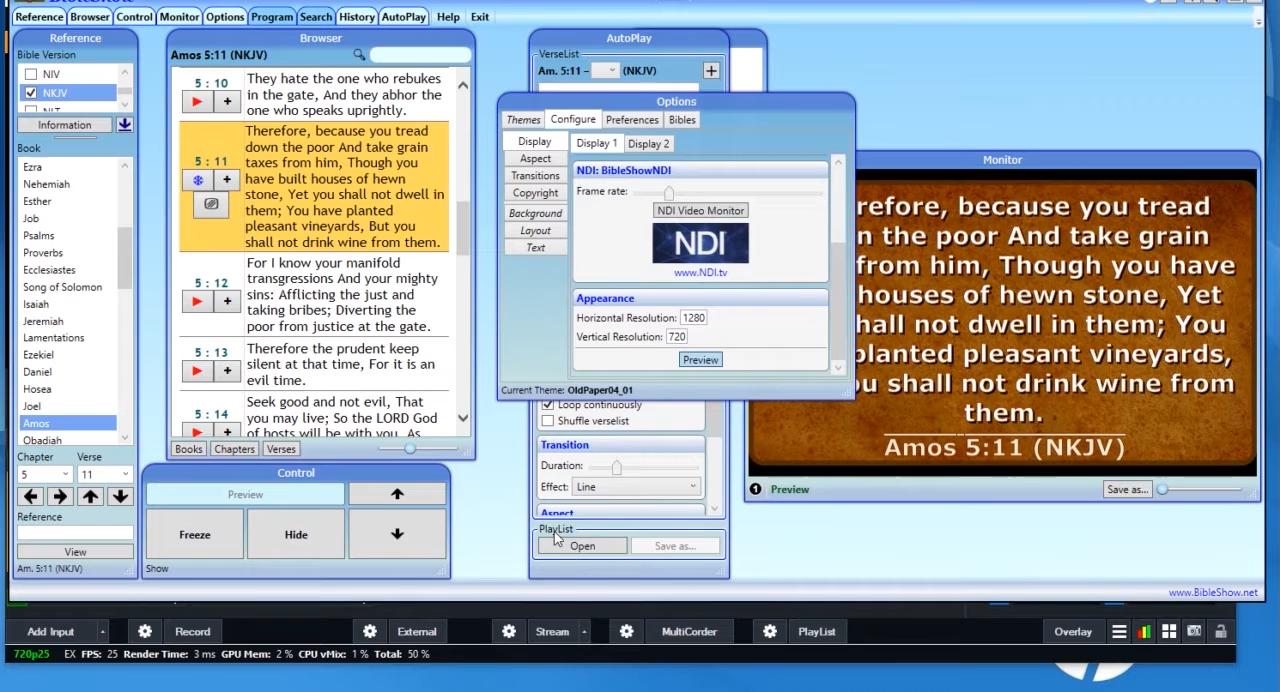 BibleShow
Reference Browser Control Monitor Options Program Search History AutoPlay Help Exit
Reference
Bible Version
NIV
NKJV
NLT
Information
Book
Ezra
Nehemiah
Esther
Job
Psalms
Proverbs
Ecclesiastes
Song of Solomon
Isaiah
Jeremiah
Lamentations
Ezekiel
Daniel
Hosea
Joel
Amos
Obadiah
Chapter Verse
5 11
Reference
View
Am. 5:11 (NKJV)
Browser
Amos 5:11 (NKJV)
5 : 10
They hate the one who rebukes
in the gate, And they abhor the
one who speaks uprightly.
5 : 11
Therefore, because you tread
down the poor And take grain
taxes from him, Though you
have built houses of hewn
stone, Yet you shall not dwell in
them; You have planted
pleasant vineyards, But you
shall not drink wine from them.
5 : 12
For I know your manifold
transgressions And your mighty
sins: Afflicting the just and
taking bribes; Diverting the
poor from justice at the gate.
5 : 13
Therefore the prudent keep
silent at that time, For it is an
evil time.
5 : 14
Seek good and not evil, That
you may live; So the LORD God
of hosts will be with you, As
Books Chapters Verses
Control
Preview
Freeze Hide
Show
AutoPlay
VerseList
Am. 5:11 – (NKJV)
Options
Themes Configure Preferences Bibles
Display
Aspect
Transitions
Copyright
Background
Layout
Text
Display 1 Display 2
NDI: BibleShowNDI
Frame rate:
NDI Video Monitor
NDI
www.NDI.tv
Appearance
Horizontal Resolution: 1280
Vertical Resolution: 720
Preview
Current Theme: OldPaper04_01
Loop continuously
Shuffle verselist
Transition
Duration:
Effect: Line
Aspect
PlayList
Open Save as...
Monitor
refore, because you tread
n the poor And take grain
from him, Though you have
houses of hewn stone, Yet
hall not dwell in them; You
planted pleasant vineyards,
u shall not drink wine from
them.
Amos 5:11 (NKJV)
1 Preview
Save as...
www.BibleShow.net
Add Input Record External Stream MultiCorder PlayList Overlay
720p25 EX FPS: 25 Render Time: 3 ms GPU Mem: 2 % CPU vMix: 1 % Total: 50 %